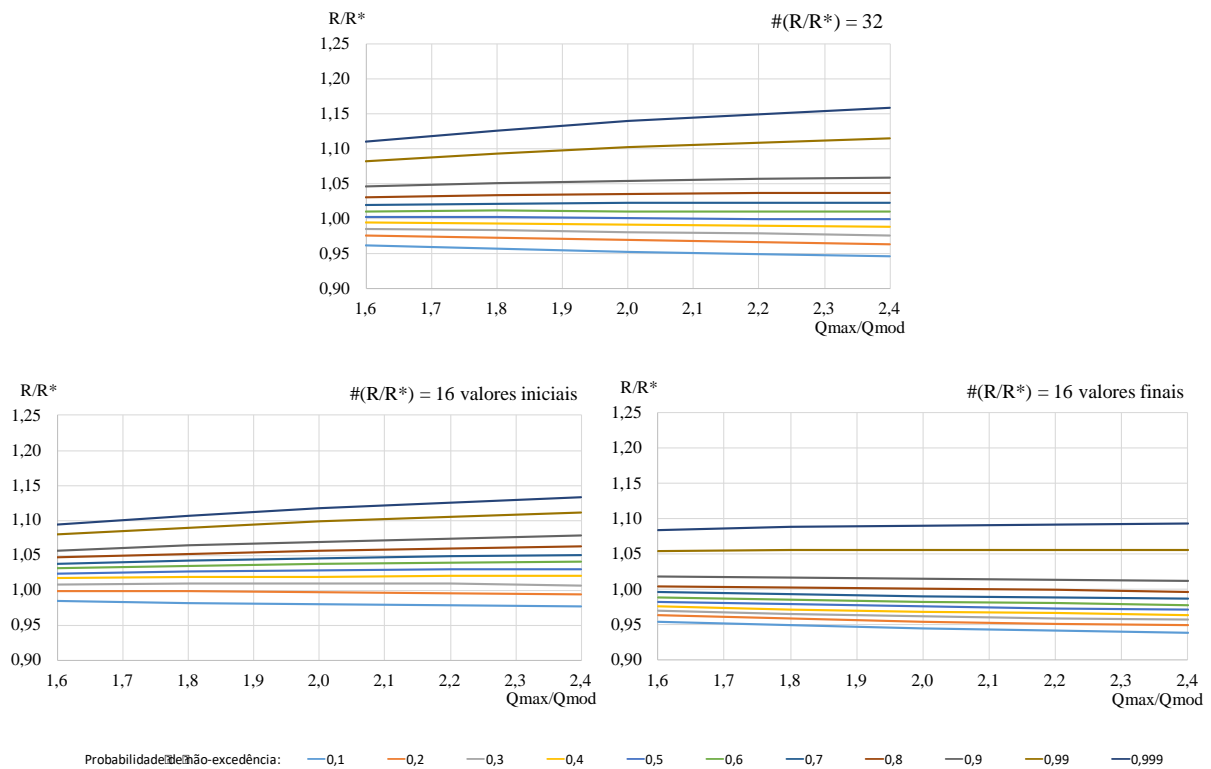 R/R*
#(R/R*) = 32
1,25
1,20
1,15
1,10
1,05
1,00
0,95
0,90
1,6 1,7 1,8 1,9 2,0 2,1 2,2 2,3 2,4
Qmax/Qmod
R/R*
#(R/R*) = 16 valores iniciais
1,25
1,20
1,15
1,10
1,05
1,00
0,95
0,90
1,6 1,7 1,8 1,9 2,0 2,1 2,2 2,3 2,4
Qmax/Qmod
R/R*
#(R/R*) = 16 valores finais
1,25
1,20
1,15
1,10
1,05
1,00
0,95
0,90
1,6 1,7 1,8 1,9 2,0 2,1 2,2 2,3 2,4
Qmax/Qmod
Probabilidade de não-excedência: 0,1 0,2 0,3 0,4 0,5 0,6 0,7 0,8 0,9 0,99 0,999